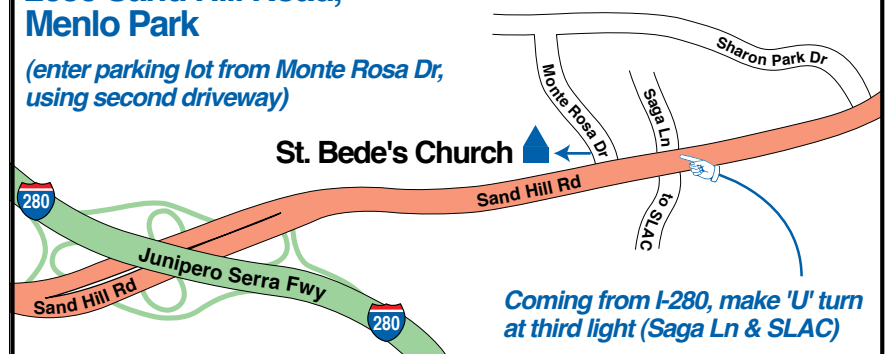 Menlo Park
(enter parking lot from Monte Rosa Dr,
using second driveway)
Sharon Park Dr
Monte Rosa Dr
Saga Ln
St. Bede's Church
Sand Hill Rd
to SLAC
280
Junipero Serra Fwy
Sand Hill Rd
280
Coming from I-280, make 'U' turn
at third light (Saga Ln & SLAC)